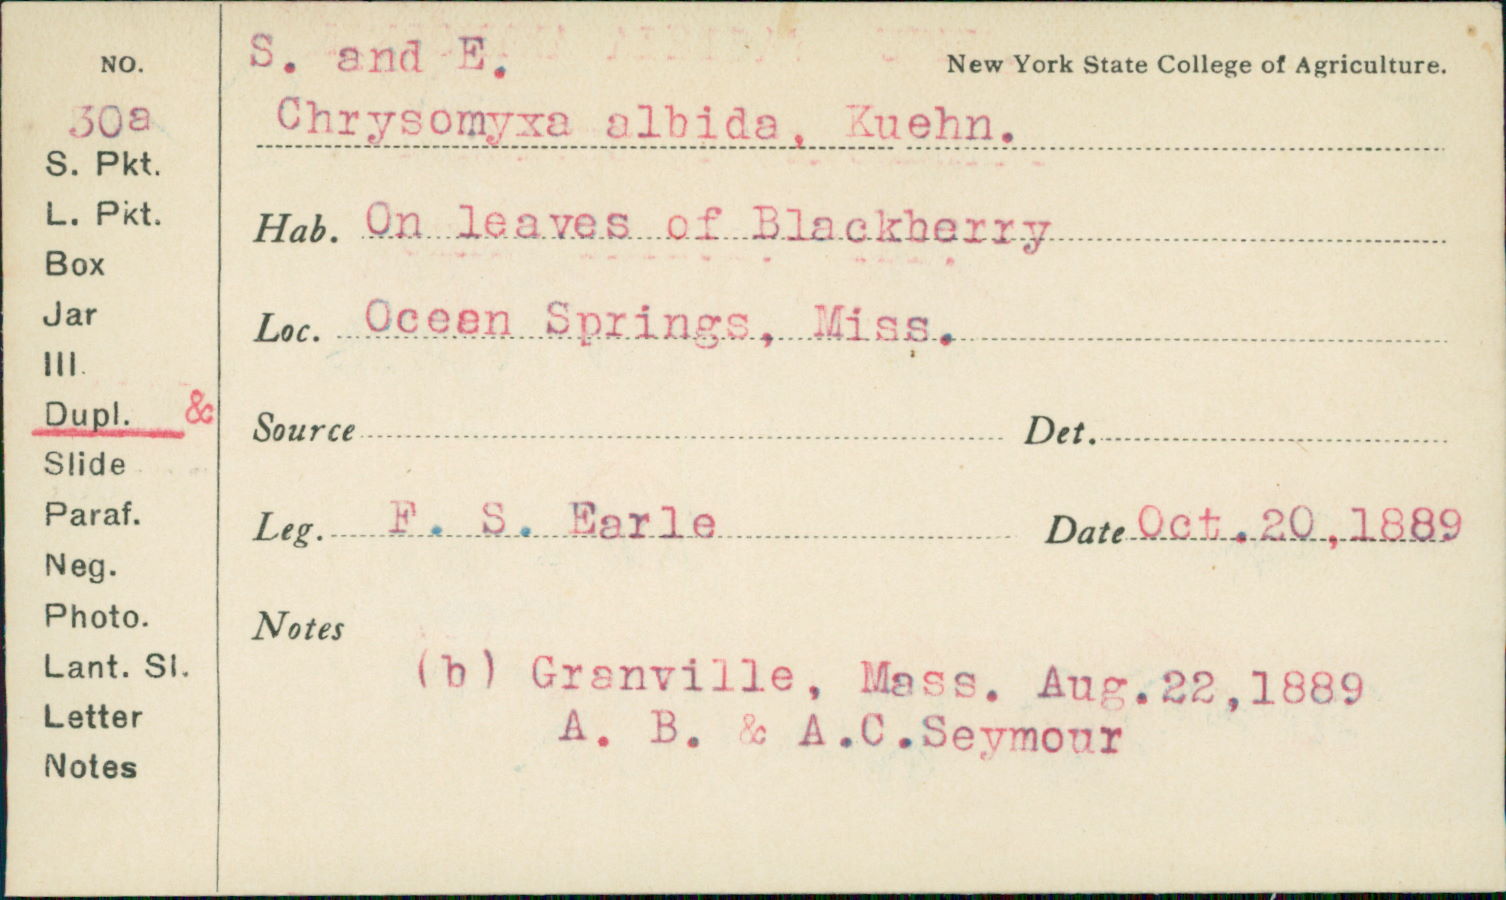 NO.
30a
S. Pkt.
L. Pkt.
Box
Jar
Ill.
Dupl. &
Slide
Paraf.
Neg.
Photo.
Lant. Sl.
Letter
Notes
S. and E.
New York State College of Agriculture.
Chrysomyxa albida, Kuehn.
Hab. On leaves of Blackberry
Loc. Ocean Springs, Miss.
Source Det.
Leg. F. S. Earle Date Oct.20,1889
Notes
(b) Granville, Mass. Aug.22,1889
A. B. & A.C.Seymour